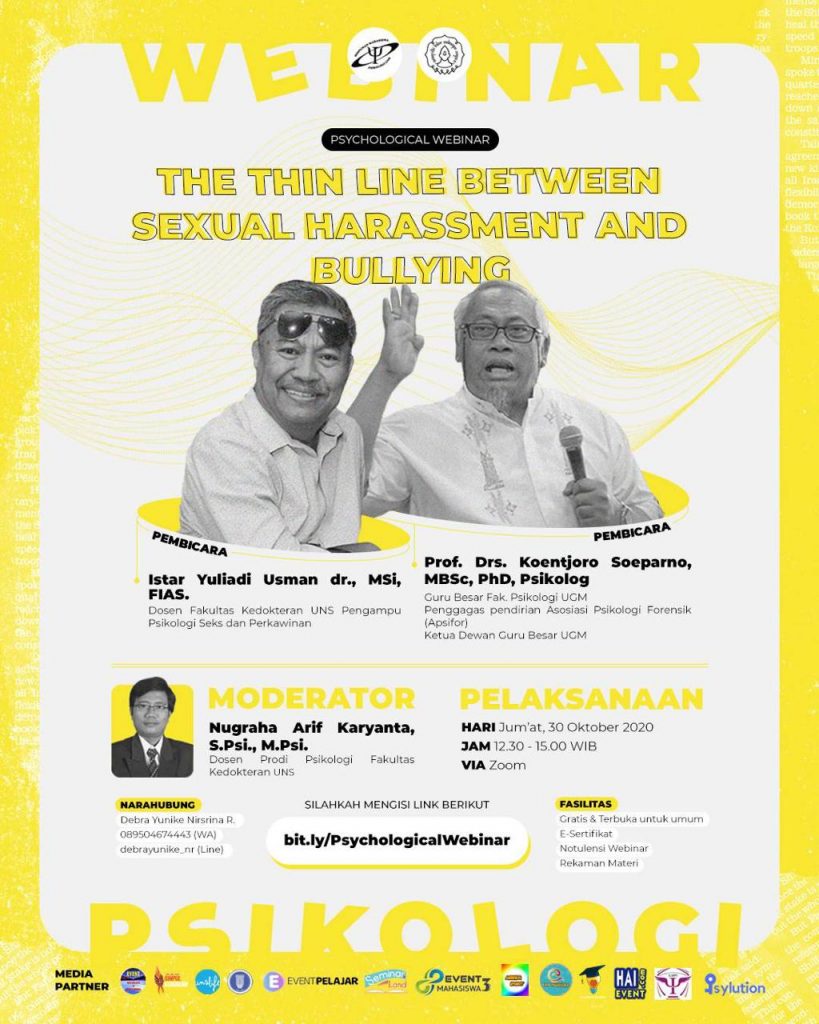 WEBINAR
PSYCHOLOGICAL WEBINAR
THE THIN LINE BETWEEN
SEXUAL HARASSMENT AND
BULLYING
PEMBICARA
Istar Yuliadi Usman dr., MSi,
FIAS.
Dosen Fakultas Kedokteran UNS Pengampu
Psikologi Seks dan Perkawinan
PEMBICARA
Prof. Drs. Koentjoro Soeparno,
MBSc, PhD, Psikolog
Guru Besar Fak. Psikologi UGM
Penggagas pendirian Asosiasi Psikologi Forensik
(Apsifor)
Ketua Dewan Guru Besar UGM
MODERATOR
Nugraha Arif Karyanta,
S.Psi., M.Psi.
Dosen Prodi Psikologi Fakultas
Kedokteran UNS
PELAKSANAAN
HARI Jum'at, 30 Oktober 2020
JAM 12.30 - 15.00 WIB
VIA Zoom
NARAHUBUNG
Debra Yunike Nirsrina R.
089504674443 (WA)
debrayunike_nr (Line)
SILAHKAH MENGISI LINK BERIKUT
bit.ly/PsychologicalWebinar
FASILITAS
Gratis & Terbuka untuk umum
E-Sertifikat
Notulensi Webinar
Rekaman Materi
PSIKOLOGI
MEDIA
PARTNER
EVENTPELAJAR
Seminar
Land
EVENT
MAHASISWA 3
HAI
EVENT
.com
psylution